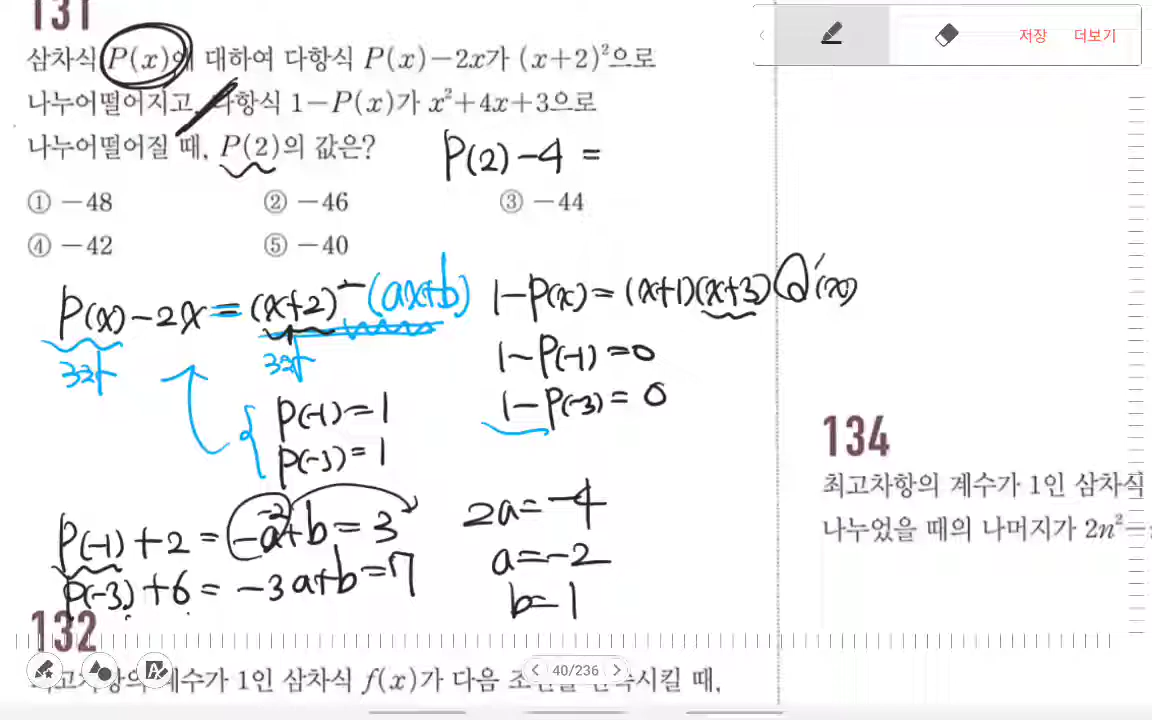 131
저장 더보기
삼차식 P(x)에 대하여 다항식 P(x)-2x가 (x+2)²으로
나누어떨어지고, 다항식 1-P(x)가 x²+4x+3으로
나누어떨어질 때, P(2)의 값은?
P(2)-4=
① -48 ② -46 ③ -44
④ -42 ⑤ -40
P(x)-2x=(x+2)²(ax+b)
3차 3차
1-P(x)=(x+1)(x+3)Q'(x)
1-P(-1)=0
1-P(-3)=0
P(-1)=1
P(-3)=1
P(-1)+2=-a+b=3
P(-3)+6=-3a+b=7
2a=-4
a=-2
b=1
134
최고차항의 계수가 1인 삼차식
나누었을 때의 나머지가 2n²-
132
최고차항의 계수가 1인 삼차식 f(x)가 다음 조건을 만족시킬 때,
40/236